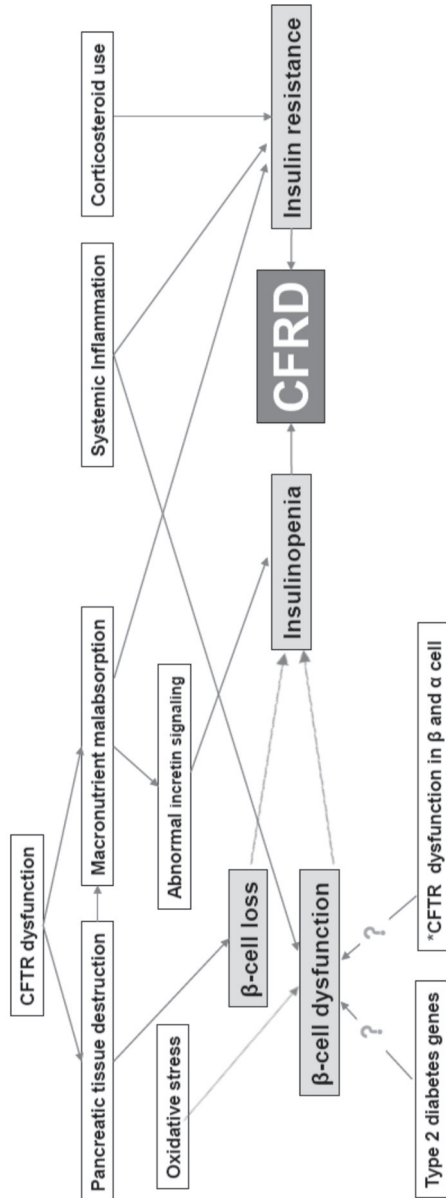 CFTR dysfunction
Pancreatic tissue destruction
Macronutrient malabsorption
Systemic Inflammation
Corticosteroid use
Oxidative stress
Abnormal incretin signaling
β-cell loss
β-cell dysfunction
Insulinopenia
CFRD
Insulin resistance
?
?
Type 2 diabetes genes
*CFTR dysfunction in β and α cell